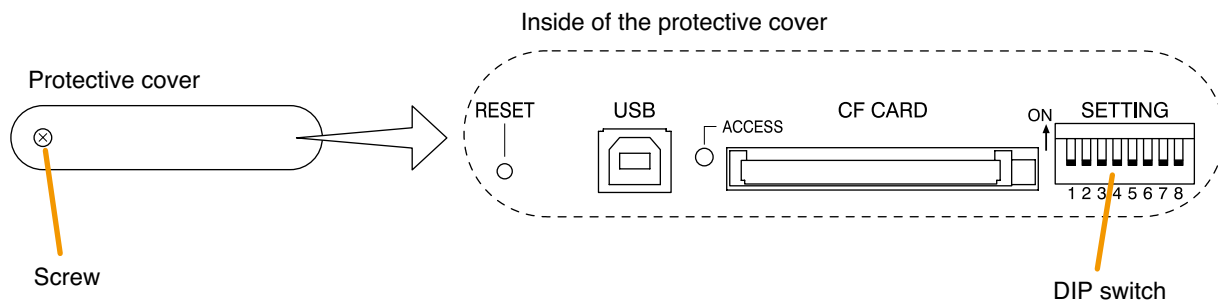 Inside of the protective cover
Protective cover
RESET
USB
ACCESS
CF CARD
ON
SETTING
1 2 3 4 5 6 7 8
Screw
DIP switch